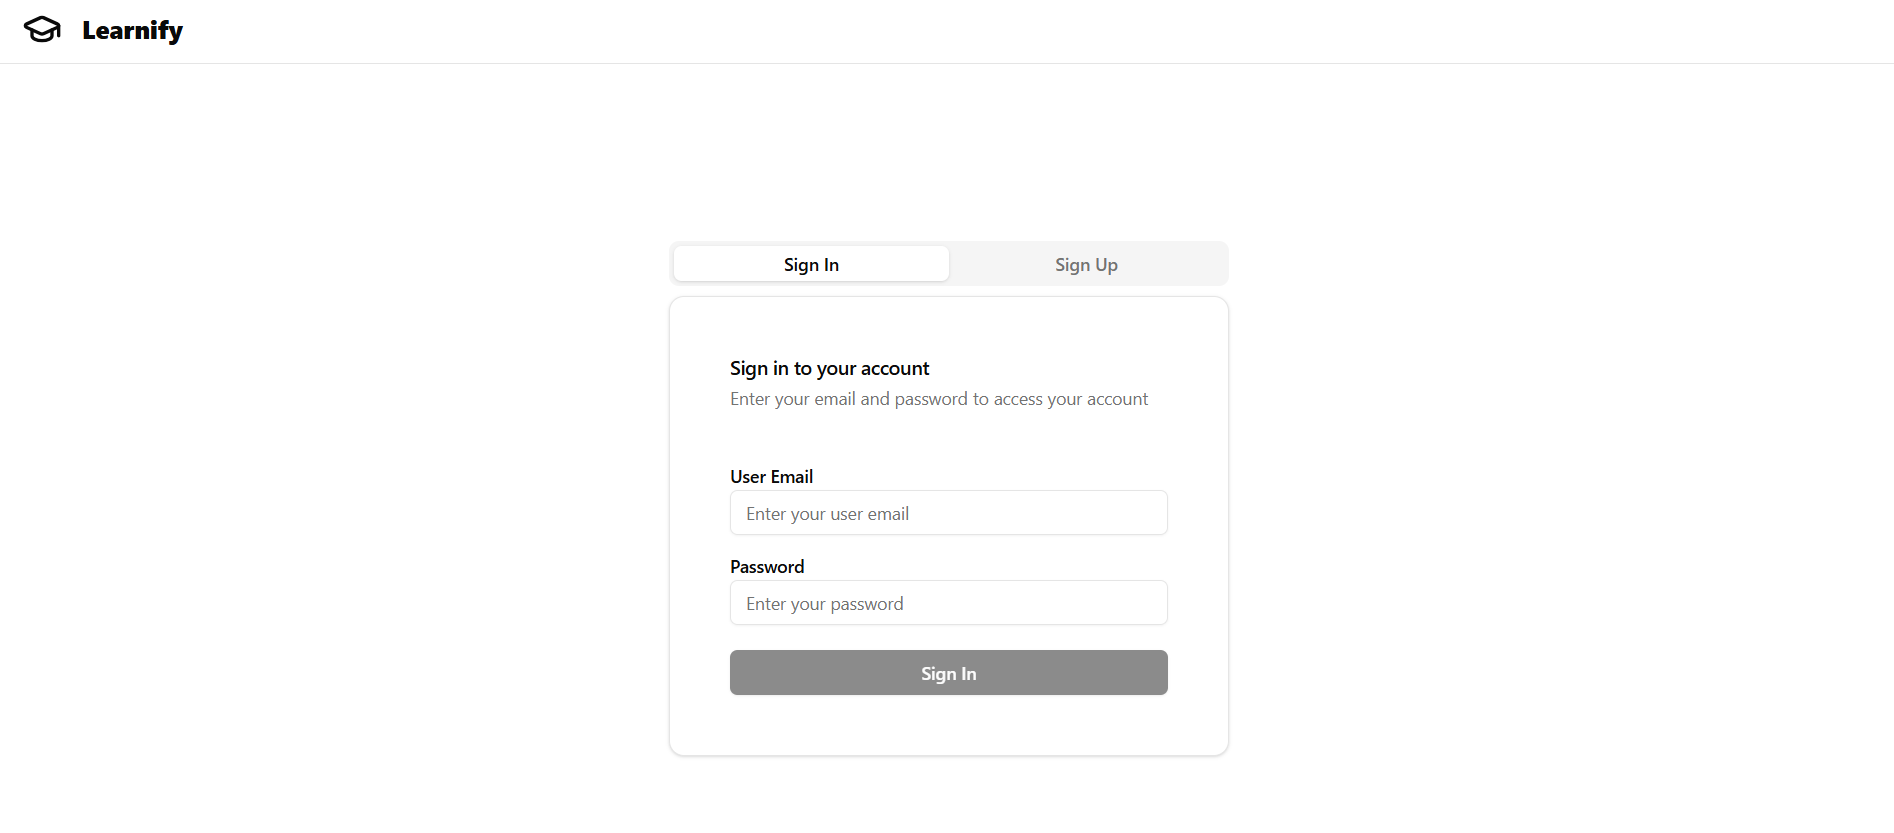 Learnify
Sign In
Sign Up
Sign in to your account
Enter your email and password to access your account
User Email
Enter your user email
Password
Enter your password
Sign In